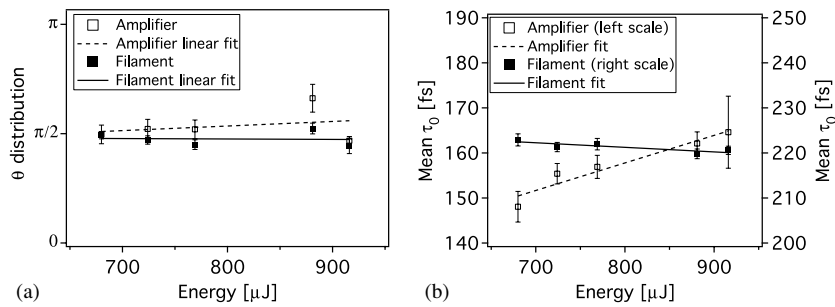 π
π/2
0
θ distribution
Amplifier
Amplifier linear fit
Filament
Filament linear fit
700
800
900
Energy [μJ]
(a)
190
180
170
160
150
140
Mean τ₀ [fs]
Amplifier (left scale)
Amplifier fit
Filament (right scale)
Filament fit
250
240
230
220
210
200
Mean τ₀ [fs]
700
800
900
Energy [μJ]
(b)